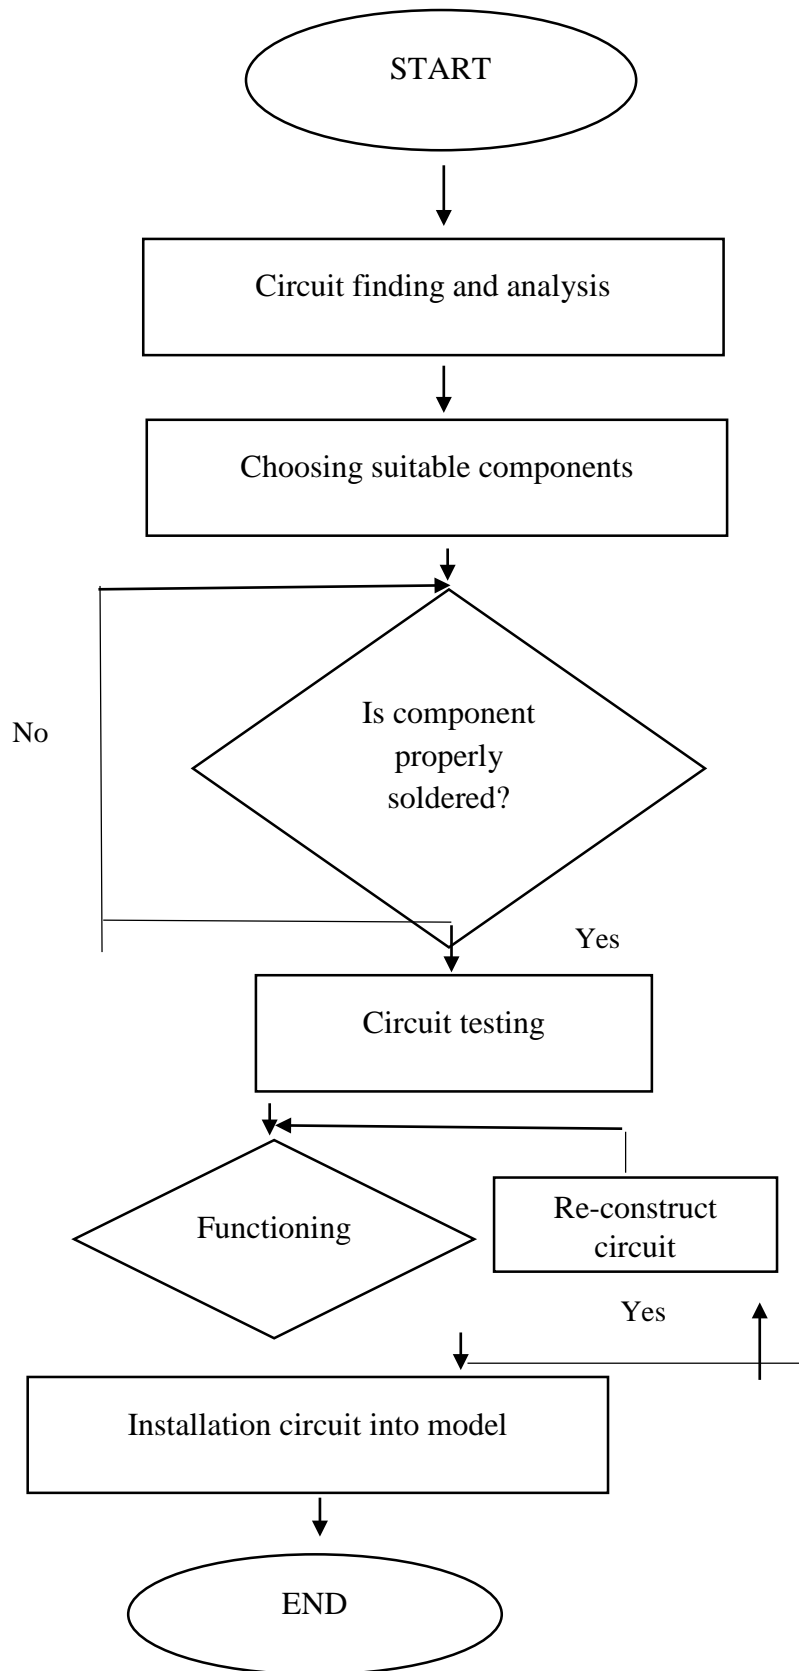 START
Circuit finding and analysis
Choosing suitable components
Is component
properly
soldered?
No
Yes
Circuit testing
Functioning
Re-construct
circuit
Yes
Installation circuit into model
END